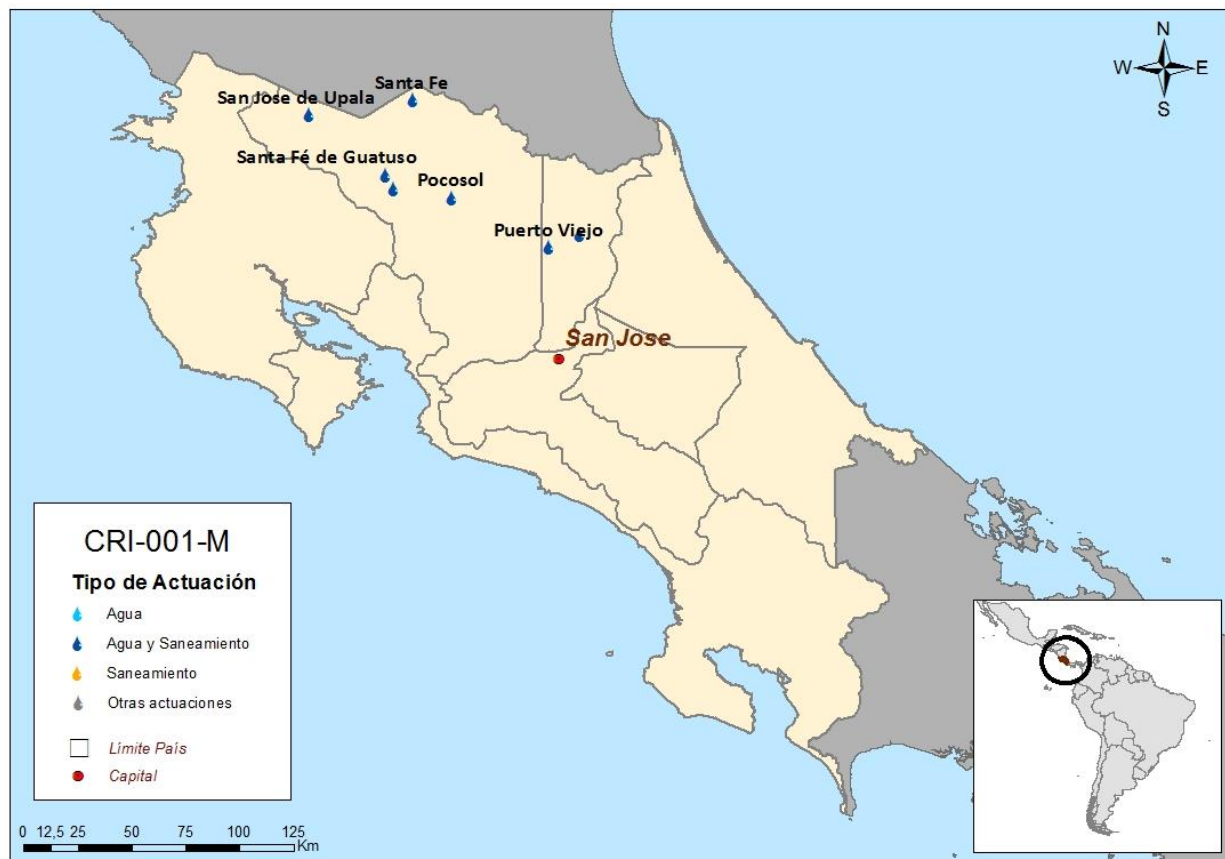 N
W E
S
Santa Fe
San Jose de Upala
Santa Fé de Guatuso
Pocosol
Puerto Viejo
San Jose
CRI-001-M
Tipo de Actuación
Agua
Agua y Saneamiento
Saneamiento
Otras actuaciones
Límite País
Capital
0 12,5 25 50 75 100 125
Km